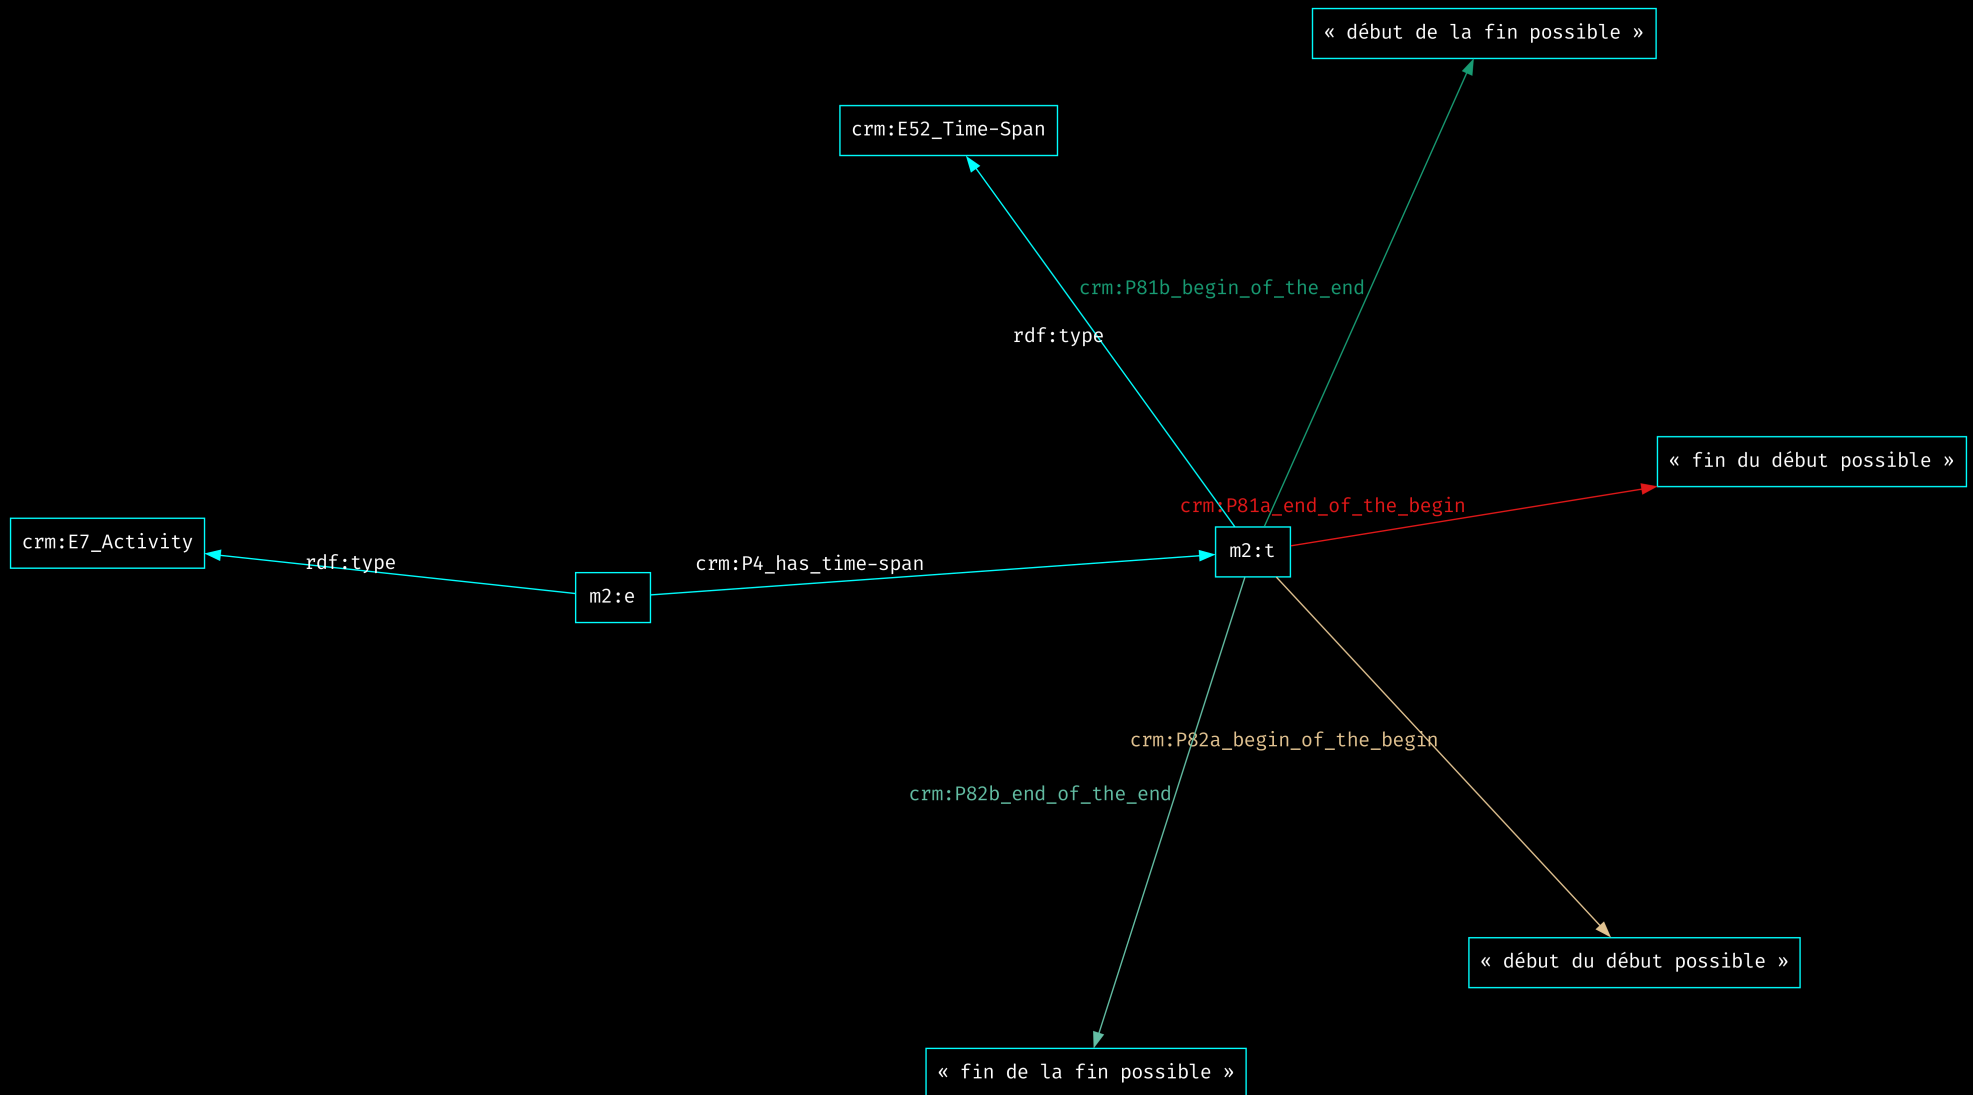 « début de la fin possible »
crm:E52_Time-Span
crm:P81b_begin_of_the_end
rdf:type
« fin du début possible »
crm:P81a_end_of_the_begin
crm:E7_Activity
rdf:type
crm:P4_has_time-span
m2:t
m2:e
crm:P82a_begin_of_the_begin
crm:P82b_end_of_the_end
« début du début possible »
« fin de la fin possible »